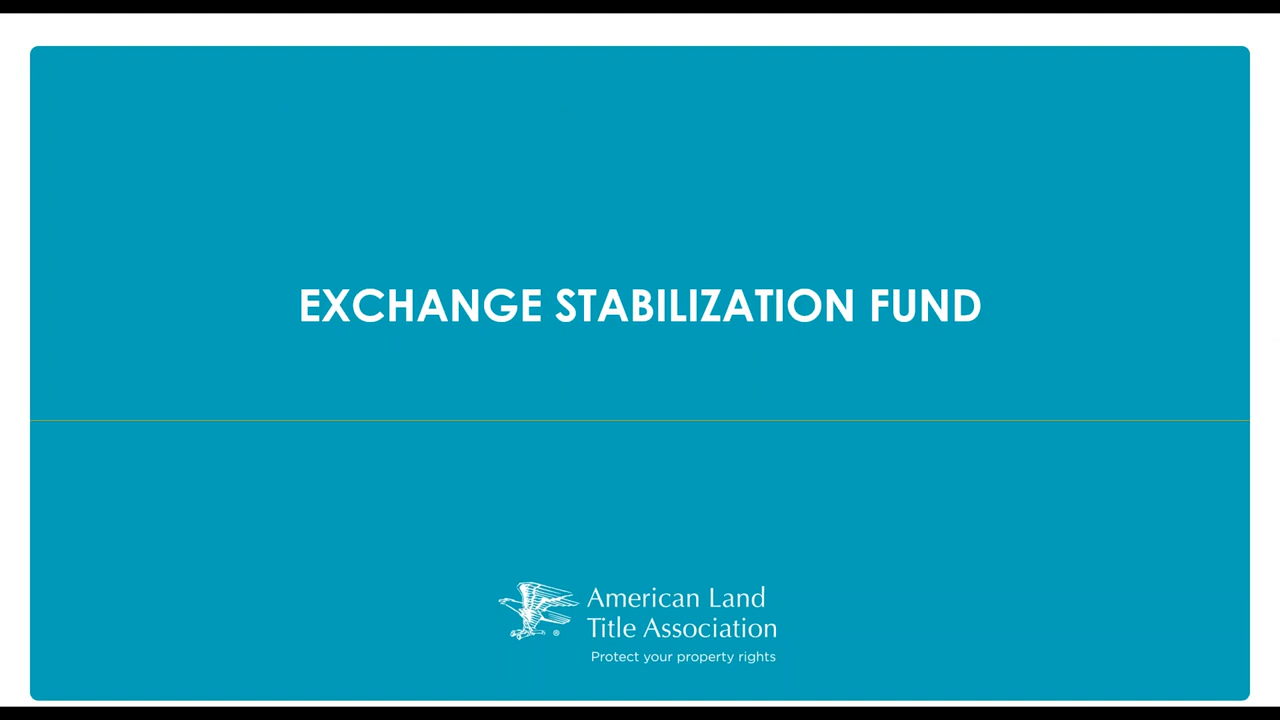 EXCHANGE STABILIZATION FUND
American Land
Title Association
®
Protect your property rights